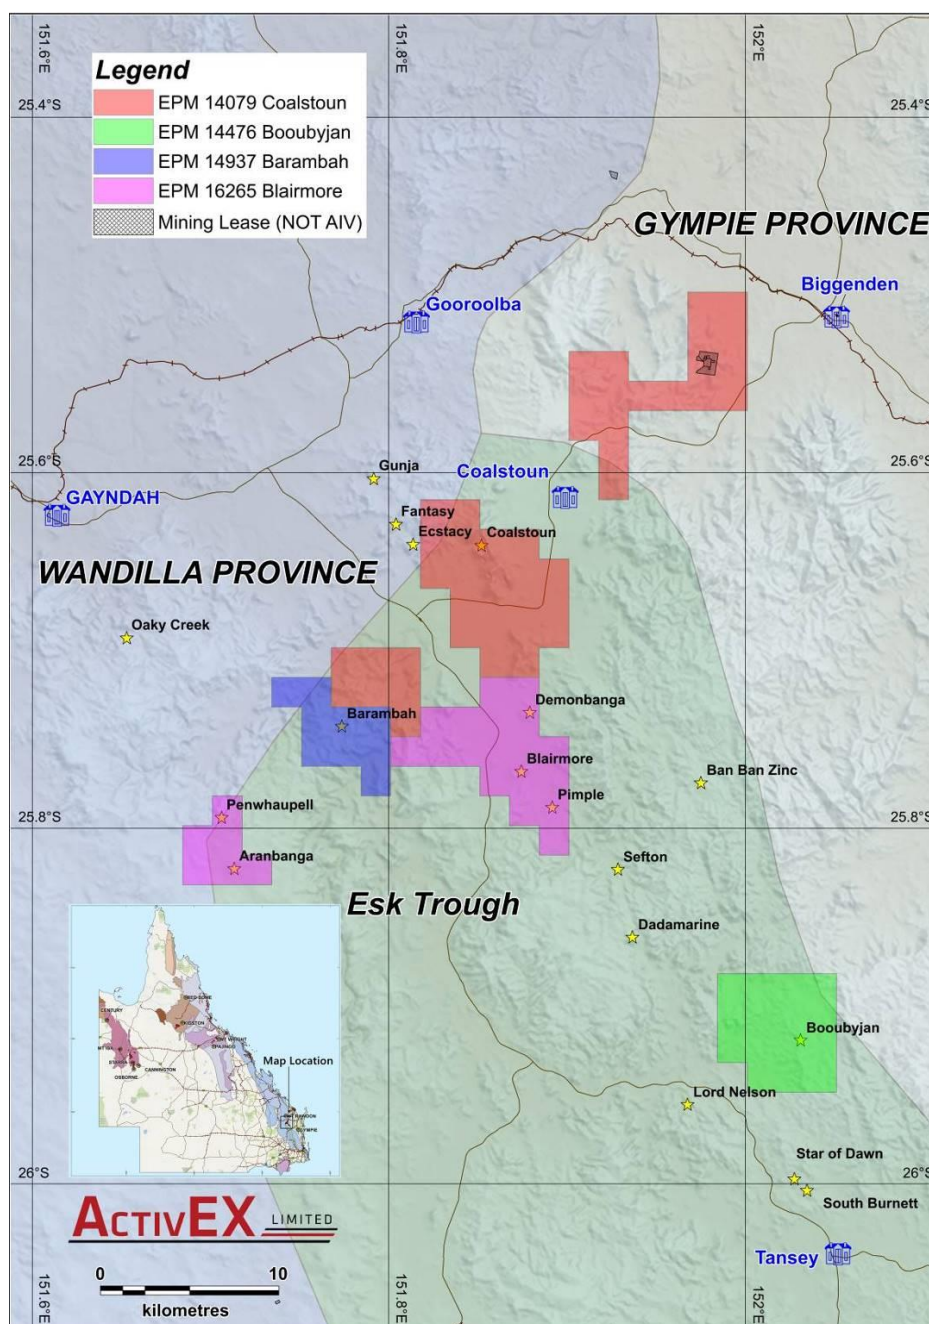 151.6°E
151.8°E
152°E
Legend
EPM 14079 Coalstoun
EPM 14476 Booubyjan
EPM 14937 Barambah
EPM 16265 Blairmore
Mining Lease (NOT AIV)
25.4°S
25.4°S
GYMPIE PROVINCE
Gooroolba
Biggenden
25.6°S
25.6°S
Gunja
Coalstoun
GAYNDAH
Fantasy
Ecstacy
Coalstoun
WANDILLA PROVINCE
Oaky Creek
Demonbanga
Barambah
Blairmore
Ban Ban Zinc
Pimple
Penwhaupell
25.8°S
25.8°S
Aranbanga
Sefton
Esk Trough
Dadamarine
CENTURY
OSBORNE
CANNINGTON
Map Location
GYMPIE
Booubyjan
Lord Nelson
Star of Dawn
26°S
26°S
South Burnett
ACTIVEX
LIMITED
Tansey
0 10
kilometres
151.6°E
151.8°E
152°E